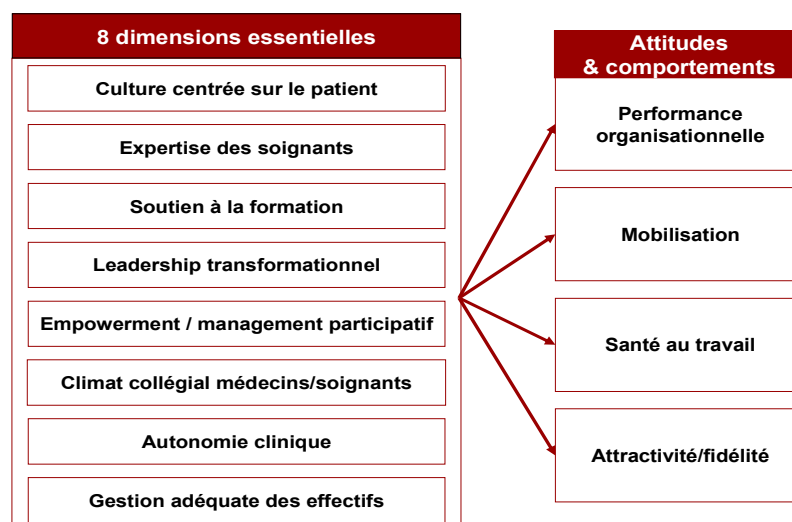 8 dimensions essentielles
Culture centrée sur le patient
Expertise des soignants
Soutien à la formation
Leadership transformationnel
Empowerment / management participatif
Climat collégial médecins/soignants
Autonomie clinique
Gestion adéquate des effectifs
Attitudes
& comportements
Performance
organisationnelle
Mobilisation
Santé au travail
Attractivité/fidélité